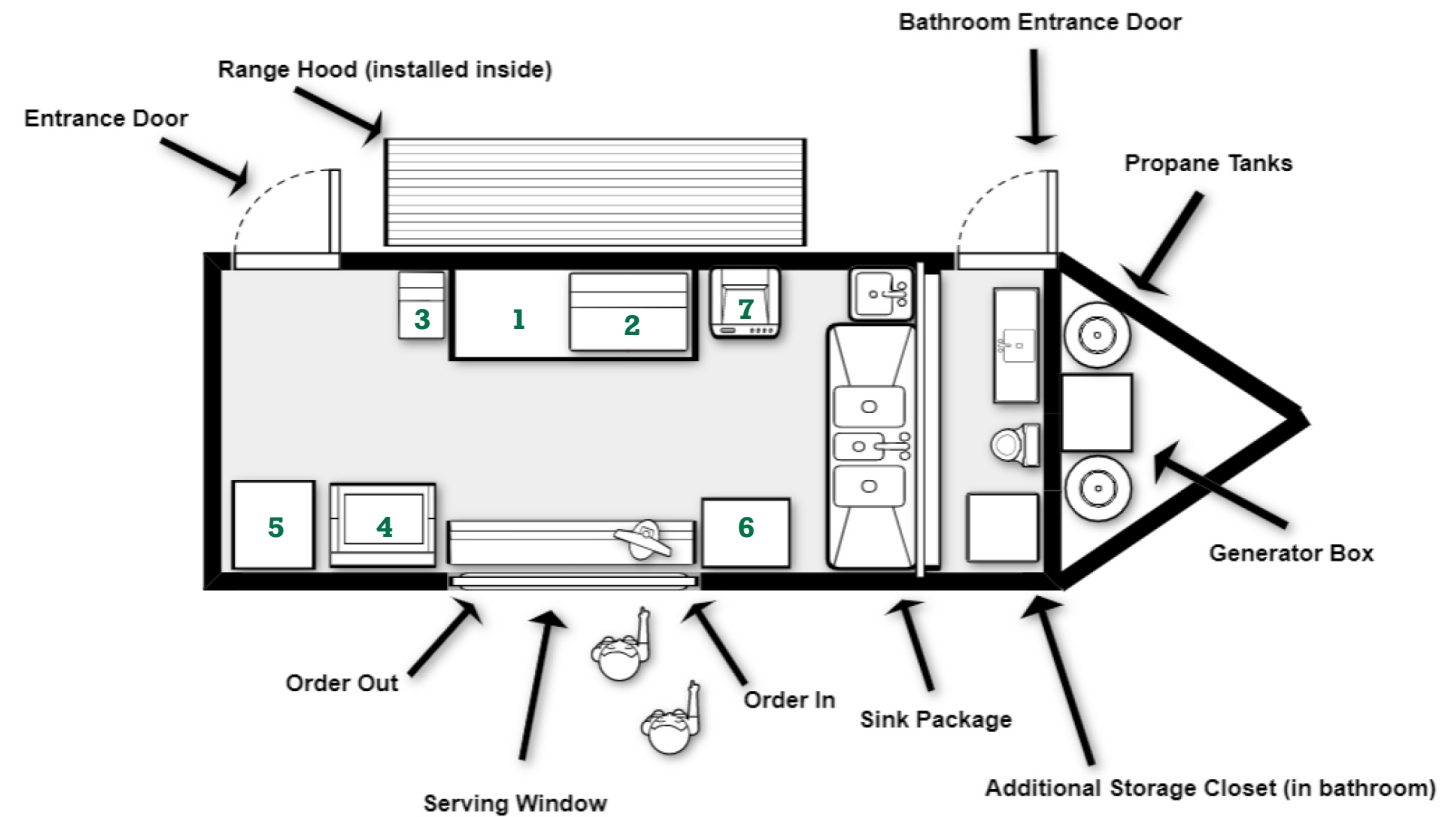 Bathroom Entrance Door
Range Hood (installed inside)
Entrance Door
Propane Tanks
3
1
2
7
5
4
6
Generator Box
Order Out
Order In
Sink Package
Serving Window
Additional Storage Closet (in bathroom)